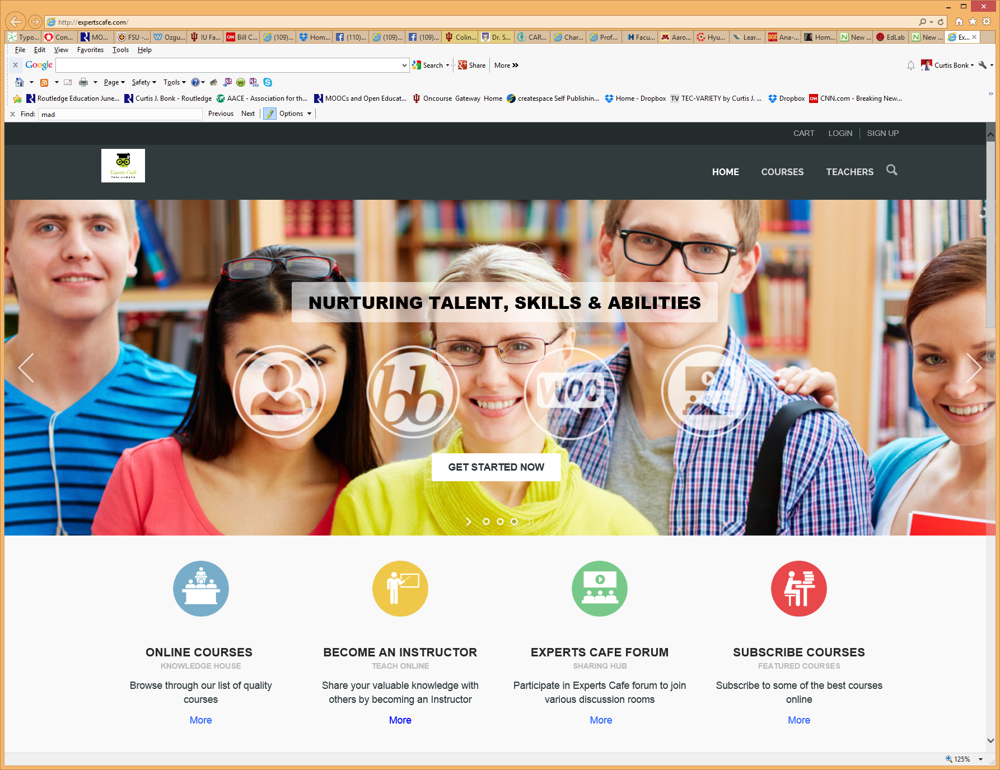 http://expertscafe.com/
Typo... Con... MO... FSU -... Ozgu... IU Fa... Bill C... (109)... Hom... (110)... (109)... (109)... Colin... Dr. S... CAR... Char... Prof... Facu... Aaro... Hyu... Lear... Ana-... Hom... New ... EdLab New ... Ex...
File Edit View Favorites Tools Help
x Google Search Share More » Curtis Bonk
Page Safety Tools
Routledge Education June... Curtis J. Bonk - Routledge AACE - Association for th... MOOCs and Open Educat... Oncourse Gateway Home createspace Self Publishin... Home - Dropbox TEC-VARIETY by Curtis J. ... Dropbox CNN.com - Breaking New... »
x Find: mad Previous Next Options
CART LOGIN SIGN UP
Experts Cafe
Central Learning Hub
HOME COURSES TEACHERS
NURTURING TALENT, SKILLS & ABILITIES
bb
WOO
GET STARTED NOW
ONLINE COURSES
KNOWLEDGE HOUSE
Browse through our list of quality
courses
More
BECOME AN INSTRUCTOR
TEACH ONLINE
Share your valuable knowledge with
others by becoming an Instructor
More
EXPERTS CAFE FORUM
SHARING HUB
Participate in Experts Cafe forum to join
various discussion rooms
More
SUBSCRIBE COURSES
FEATURED COURSES
Subscribe to some of the best courses
online
More
125%